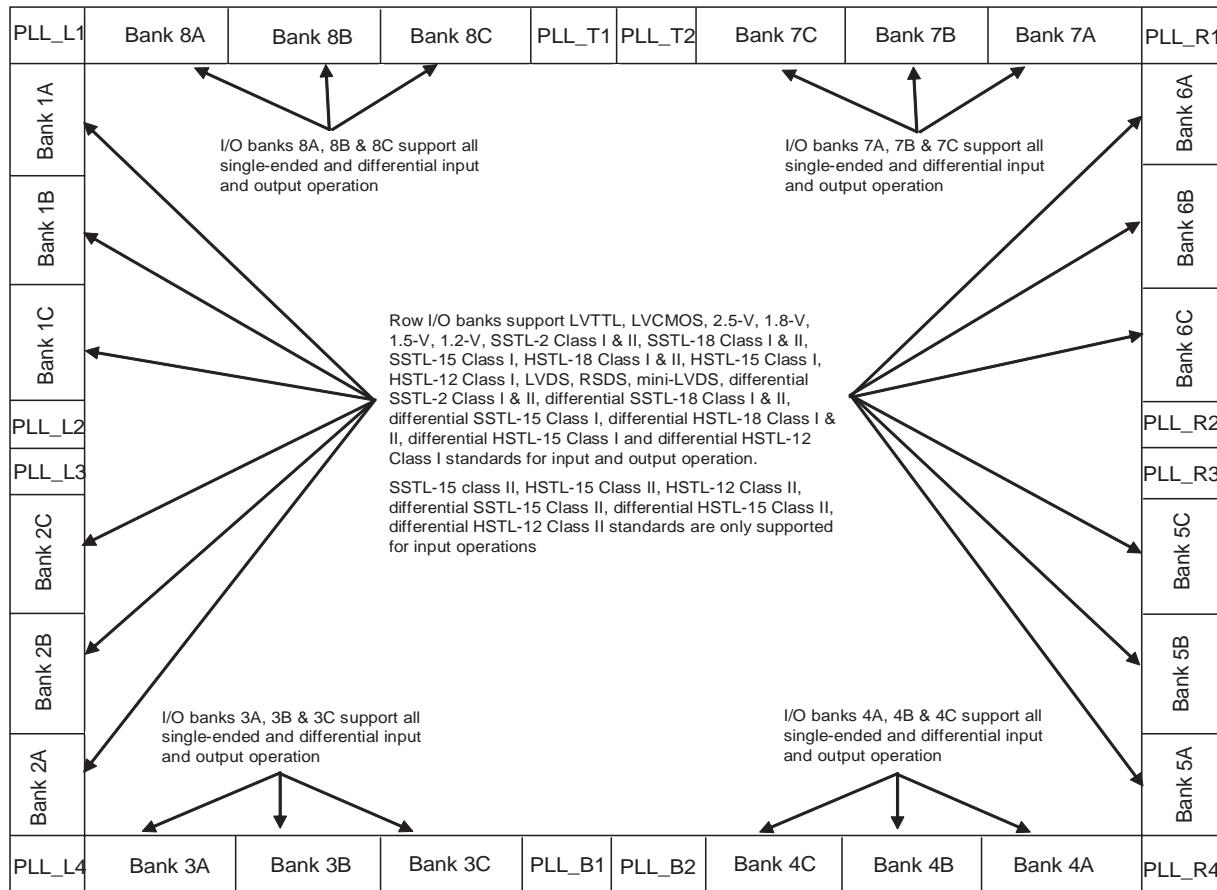 PLL_L1 Bank 8A Bank 8B Bank 8C PLL_T1 PLL_T2 Bank 7C Bank 7B Bank 7A PLL_R1
Bank 1A
Bank 1B
Bank 1C
PLL_L2
PLL_L3
Bank 2C
Bank 2B
Bank 2A
I/O banks 8A, 8B & 8C support all
single-ended and differential input
and output operation
I/O banks 7A, 7B & 7C support all
single-ended and differential input
and output operation
Row I/O banks support LVTTL, LVCMOS, 2.5-V, 1.8-V,
1.5-V, 1.2-V, SSTL-2 Class I & II, SSTL-18 Class I & II,
SSTL-15 Class I, HSTL-18 Class I & II, HSTL-15 Class I,
HSTL-12 Class I, LVDS, RSDS, mini-LVDS, differential
SSTL-2 Class I & II, differential SSTL-18 Class I & II,
differential SSTL-15 Class I, differential HSTL-18 Class I &
II, differential HSTL-15 Class I and differential HSTL-12
Class I standards for input and output operation.
SSTL-15 class II, HSTL-15 Class II, HSTL-12 Class II,
differential SSTL-15 Class II, differential HSTL-15 Class II,
differential HSTL-12 Class II standards are only supported
for input operations
I/O banks 3A, 3B & 3C support all
single-ended and differential input
and output operation
I/O banks 4A, 4B & 4C support all
single-ended and differential input
and output operation
Bank 6A
Bank 6B
Bank 6C
PLL_R2
PLL_R3
Bank 5C
Bank 5B
Bank 5A
PLL_L4 Bank 3A Bank 3B Bank 3C PLL_B1 PLL_B2 Bank 4C Bank 4B Bank 4A PLL_R4